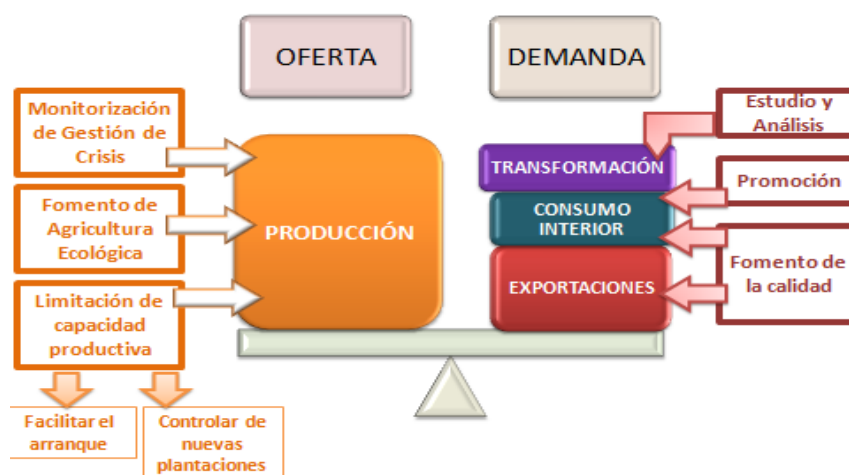 OFERTA
DEMANDA
Monitorización
de Gestión de
Crisis
Fomento de
Agricultura
Ecológica
Limitación de
capacidad
productiva
Facilitar el
arranque
Controlar de
nuevas
plantaciones
PRODUCCIÓN
TRANSFORMACIÓN
CONSUMO
INTERIOR
EXPORTACIONES
Estudio y
Análisis
Promoción
Fomento de
la calidad